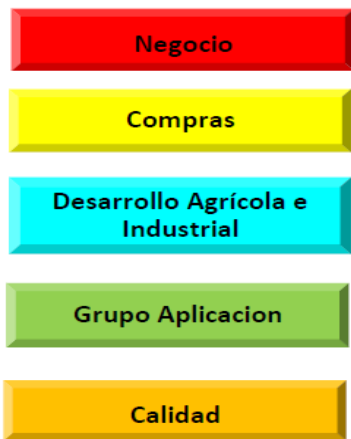 Negocio
Compras
Desarrollo Agrícola e
Industrial
Grupo Aplicacion
Calidad